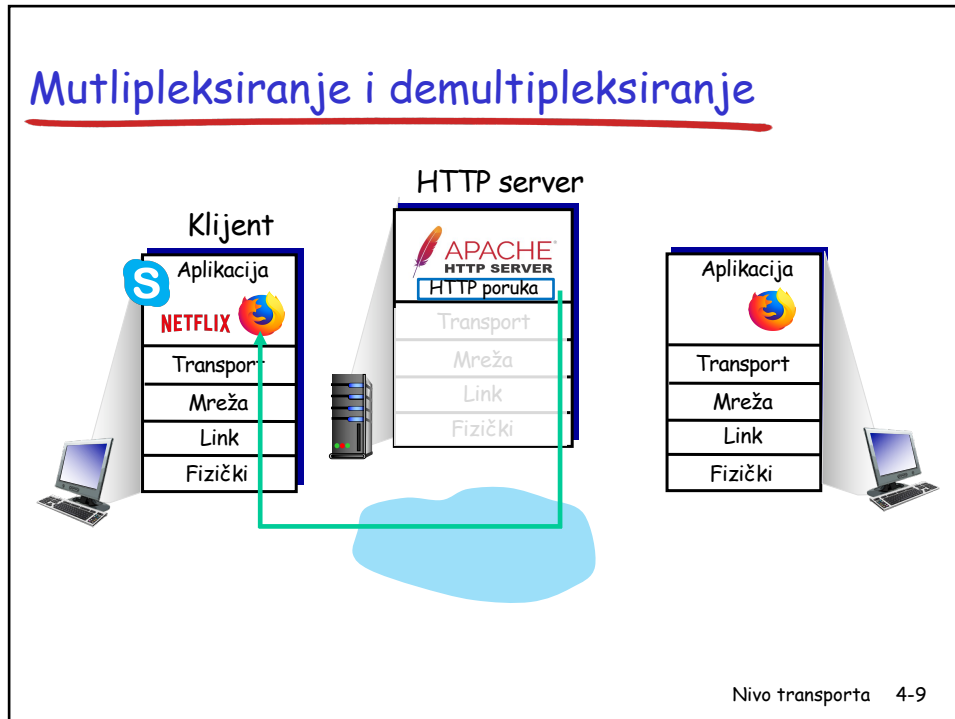 Mutlipleksiranje i demultipleksiranje
HTTP server
Klijent
APACHE
HTTP SERVER
HTTP poruka
Transport
Mreža
Link
Fizički
S
Aplikacija
NETFLIX
Transport
Mreža
Link
Fizički
Aplikacija
Transport
Mreža
Link
Fizički
Nivo transporta 4-9